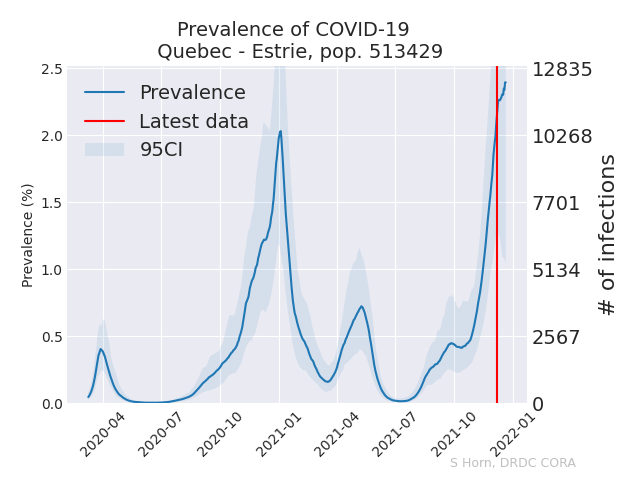 Prevalence of COVID-19
Quebec - Estrie, pop. 513429
Prevalence
Latest data
95CI
Prevalence (%)
2.5
2.0
1.5
1.0
0.5
0.0
12835
10268
7701
5134
2567
0
# of infections
2020-04
2020-07
2020-10
2021-01
2021-04
2021-07
2021-10
2022-01
S Horn, DRDC CORA